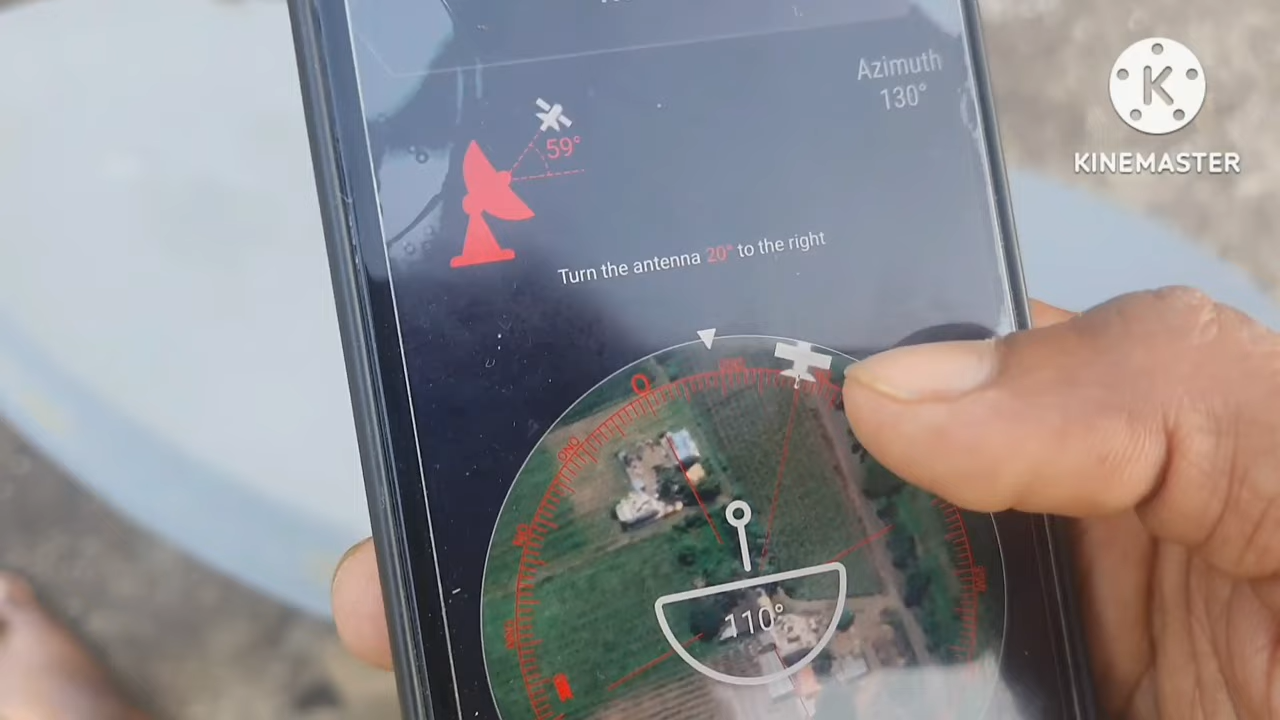 Azimuth
130°
K
KINEMASTER
59°
Turn the antenna 20° to the right
O
110°